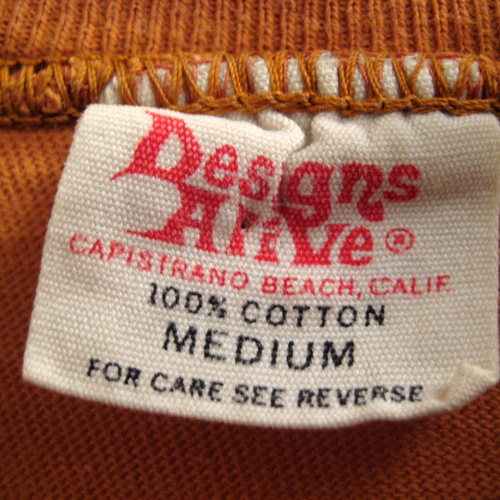 Designs
Alive®
CAPISTRANO BEACH, CALIF.
100% COTTON
MEDIUM
FOR CARE SEE REVERSE